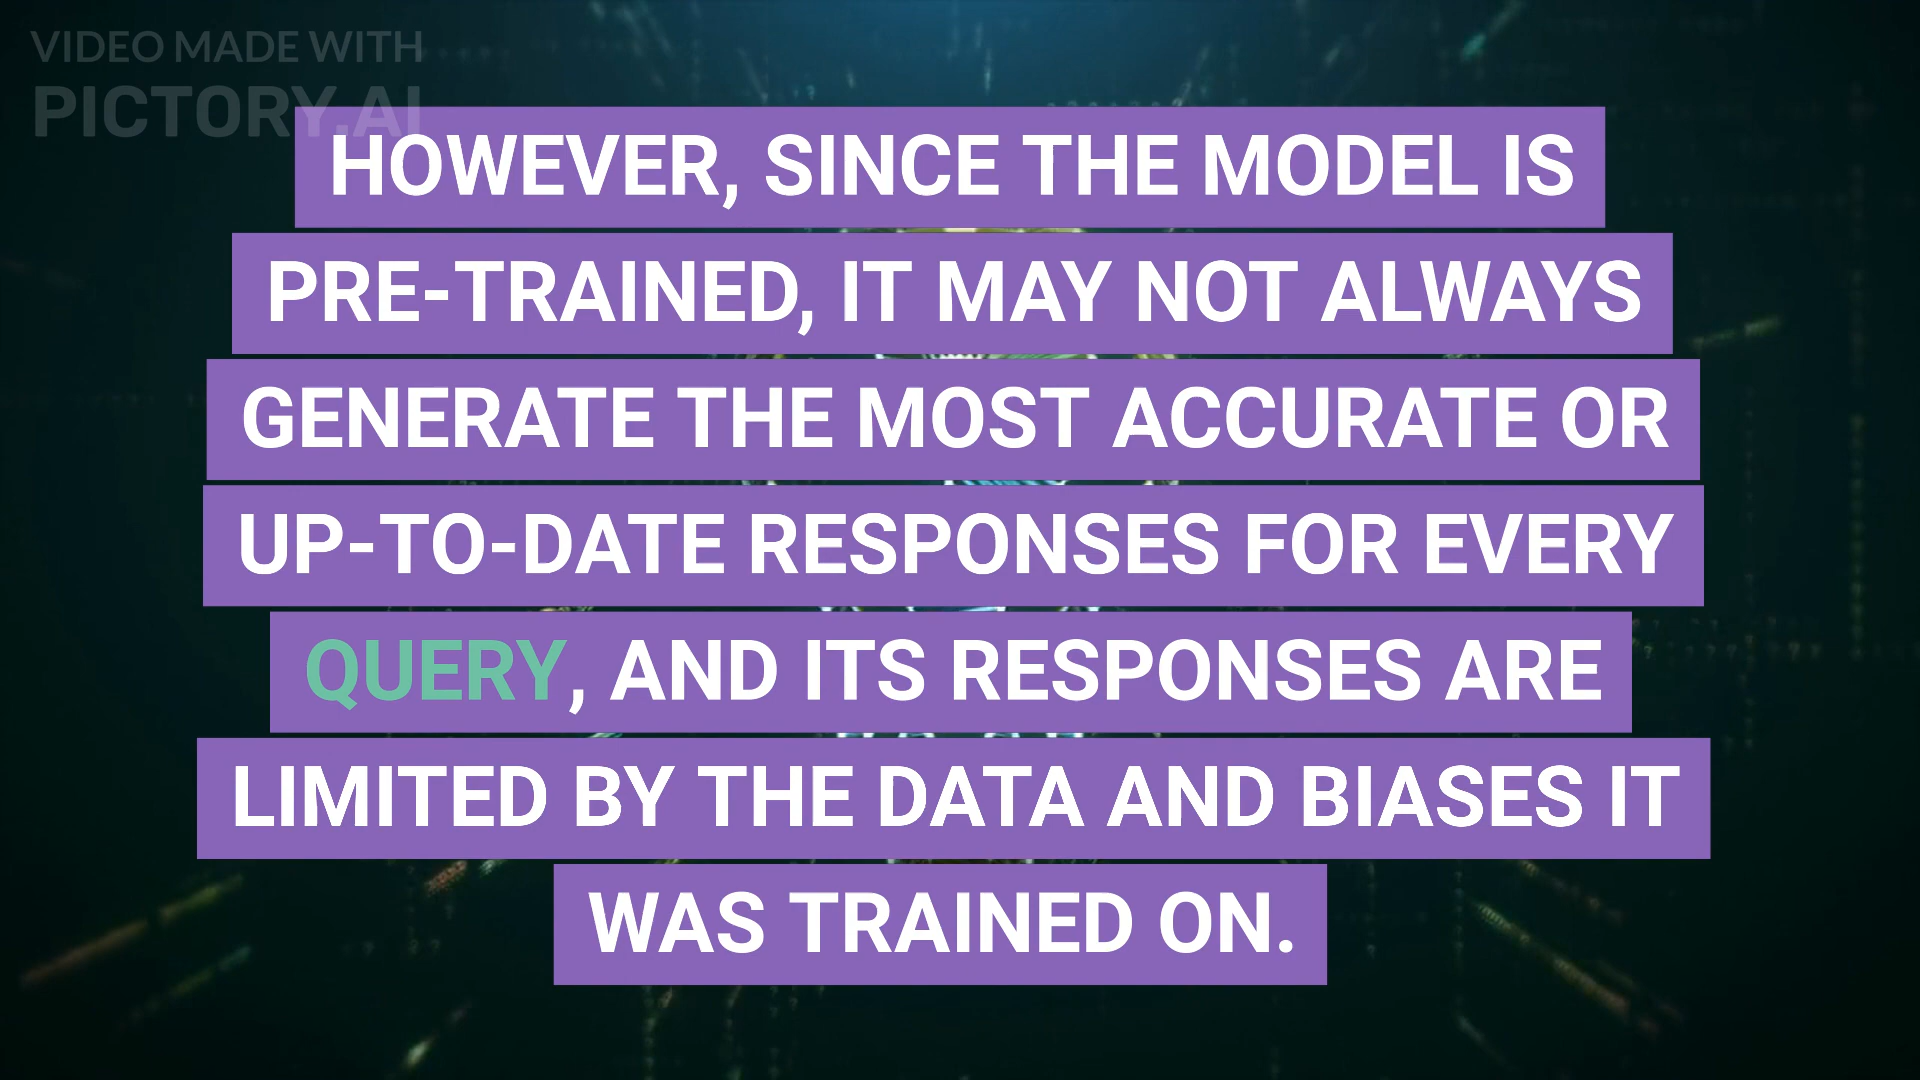 VIDEO MADE WITH
PICTORY.AI
HOWEVER, SINCE THE MODEL IS
PRE-TRAINED, IT MAY NOT ALWAYS
GENERATE THE MOST ACCURATE OR
UP-TO-DATE RESPONSES FOR EVERY
QUERY, AND ITS RESPONSES ARE
LIMITED BY THE DATA AND BIASES IT
WAS TRAINED ON.